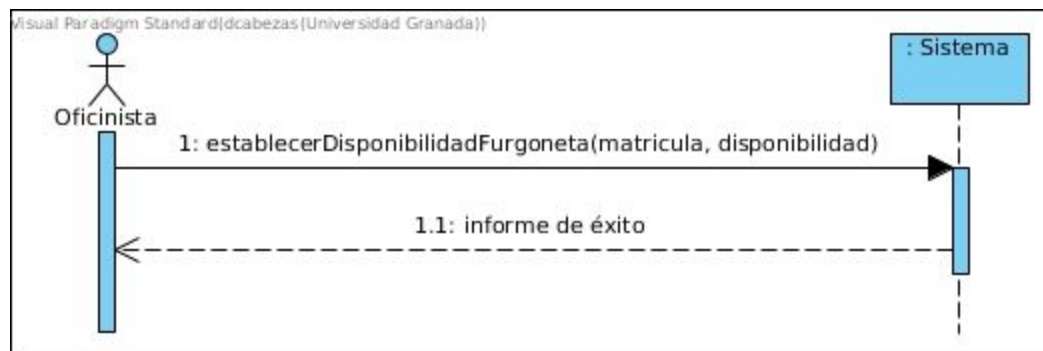 Visual Paradigm Standard(dcabezas(Universidad Granada))
: Sistema
Oficinista
1: establecerDisponibilidadFurgoneta(matricula, disponibilidad)
1.1: informe de éxito